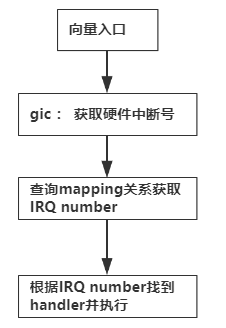 向量入口
gic： 获取硬件中断号
查询mapping关系获取
IRQ number
根据IRQ number找到
handler并执行